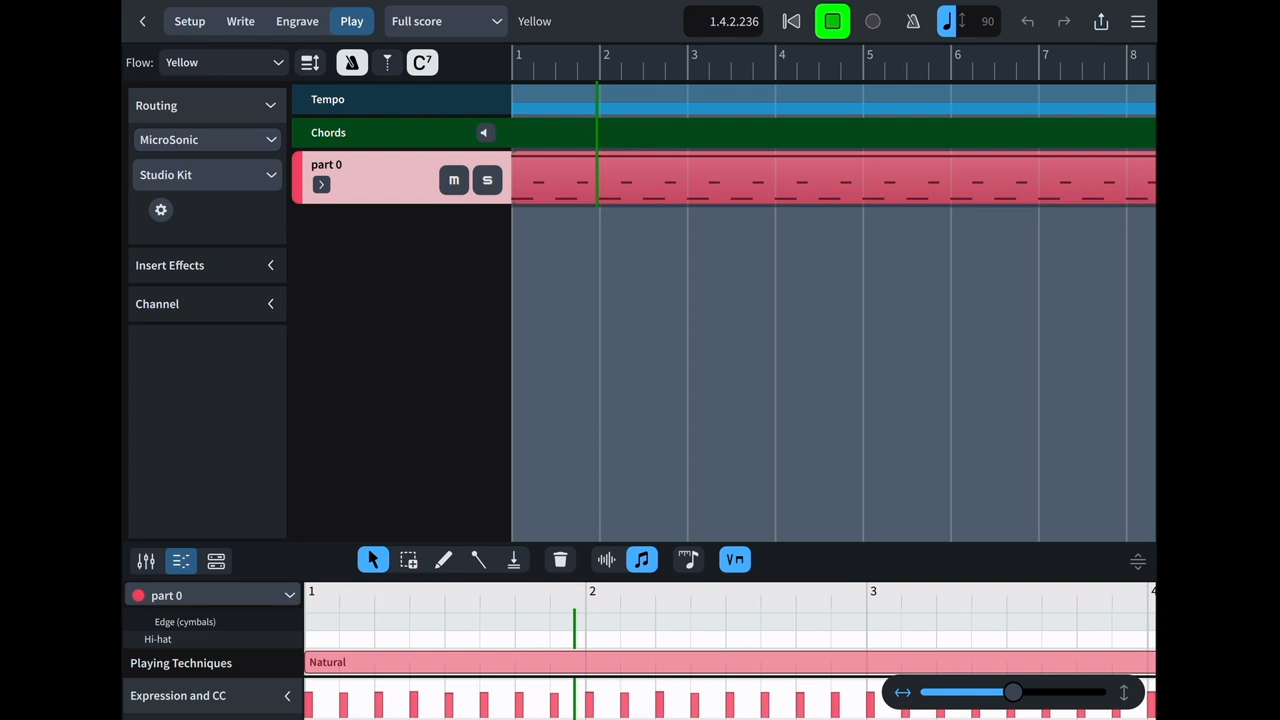 Setup Write Engrave Play Full score Yellow 1.4.2.236 90
Flow: Yellow C7 1 2 3 4 5 6 7 8
Routing
Tempo
Chords
MicroSonic
part 0
m s
Studio Kit
Insert Effects
Channel
part 0 1 2 3 4
Edge (cymbals)
Hi-hat
Playing Techniques Natural
Expression and CC